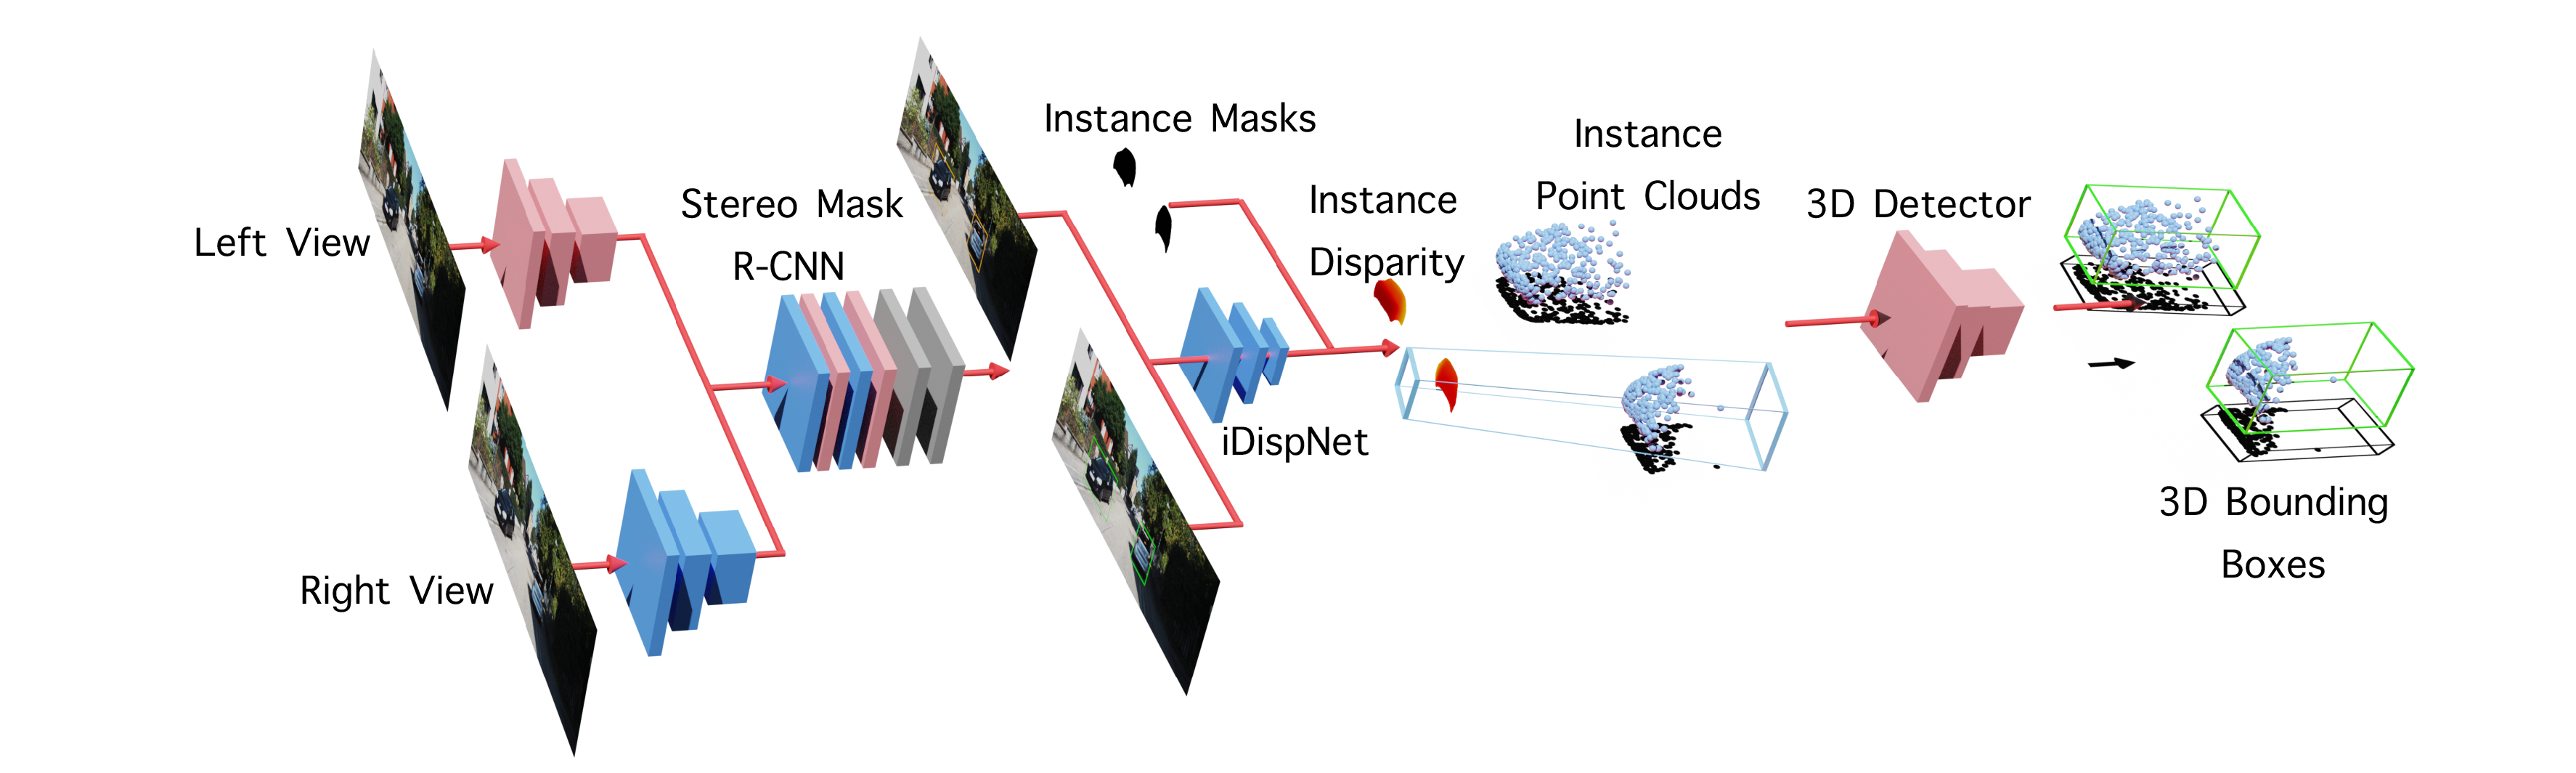 Left View
Right View
Stereo Mask
R-CNN
Instance Masks
iDispNet
Instance
Disparity
Instance
Point Clouds
3D Detector
3D Bounding
Boxes